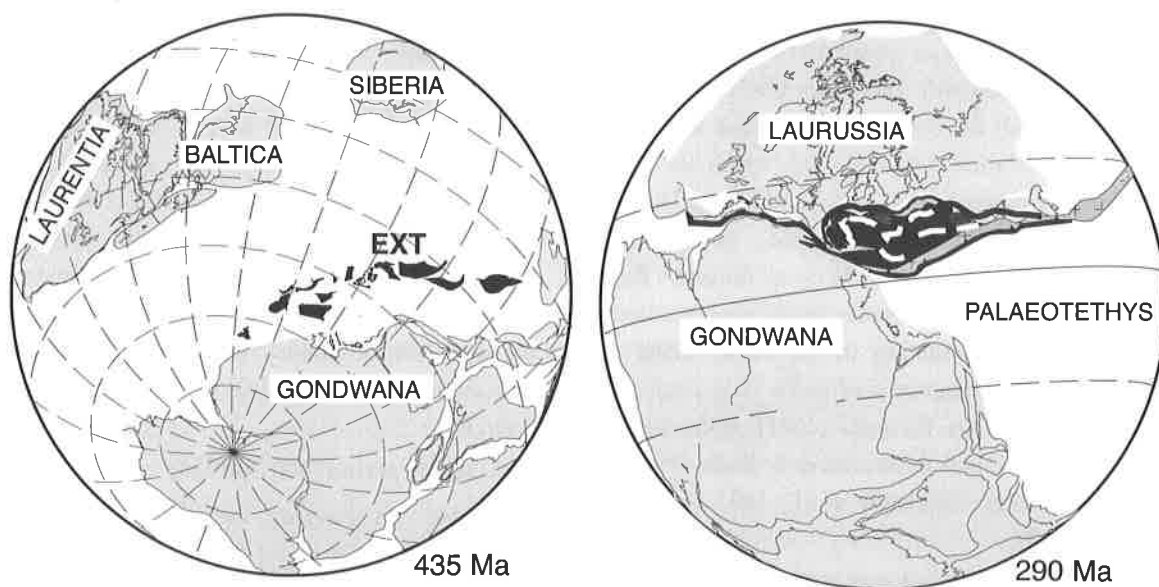 SIBERIA
LAURENTIA
BALTICA
EXT
GONDWANA
435 Ma
LAURUSSIA
PALAEOTETHYS
GONDWANA
290 Ma